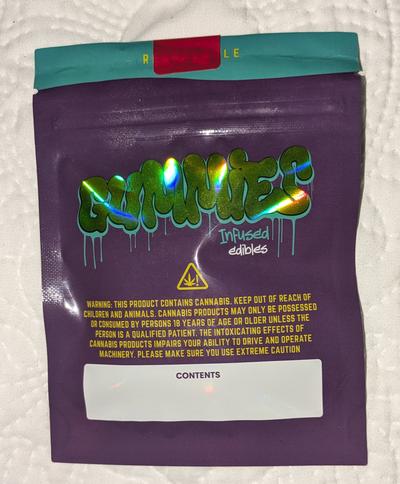 GUMMIES
Infused
edibles
WARNING: THIS PRODUCT CONTAINS CANNABIS. KEEP OUT OF REACH OF
CHILDREN AND ANIMALS. CANNABIS PRODUCTS MAY ONLY BE POSSESSED
OR CONSUMED BY PERSONS 18 YEARS OF AGE OR OLDER UNLESS THE
PERSON IS A QUALIFIED PATIENT. THE INTOXICATING EFFECTS OF
CANNABIS PRODUCTS IMPAIRS YOUR ABILITY TO DRIVE AND OPERATE
MACHINERY. PLEASE MAKE SURE YOU USE EXTREME CAUTION
CONTENTS